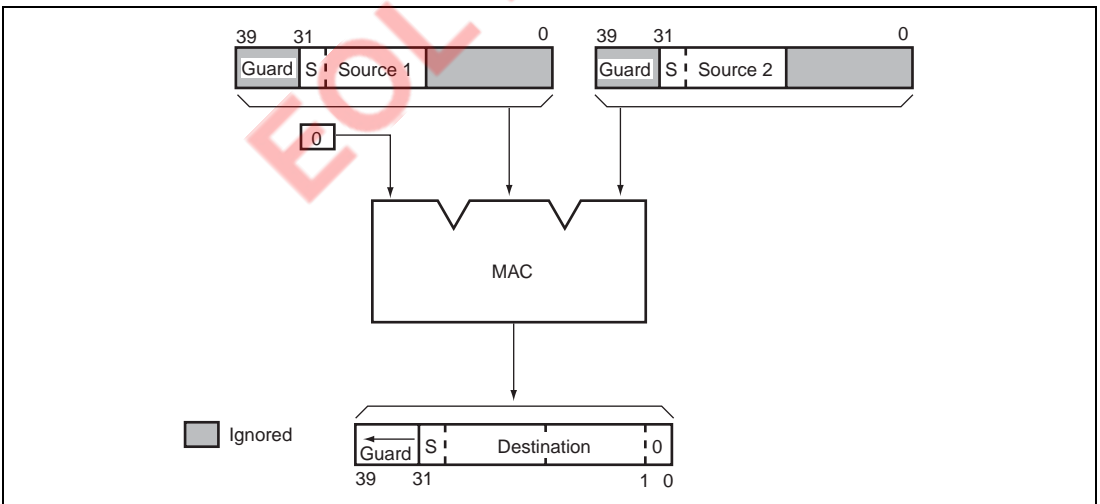 EOL
39 31 0
Guard S Source 1
39 31 0
Guard S Source 2
0
MAC
Ignored
Guard S Destination 0
39 31 1 0